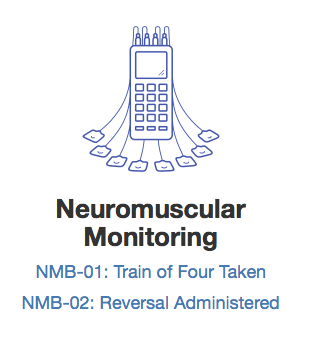 Neuromuscular
Monitoring
NMB-01: Train of Four Taken
NMB-02: Reversal Administered